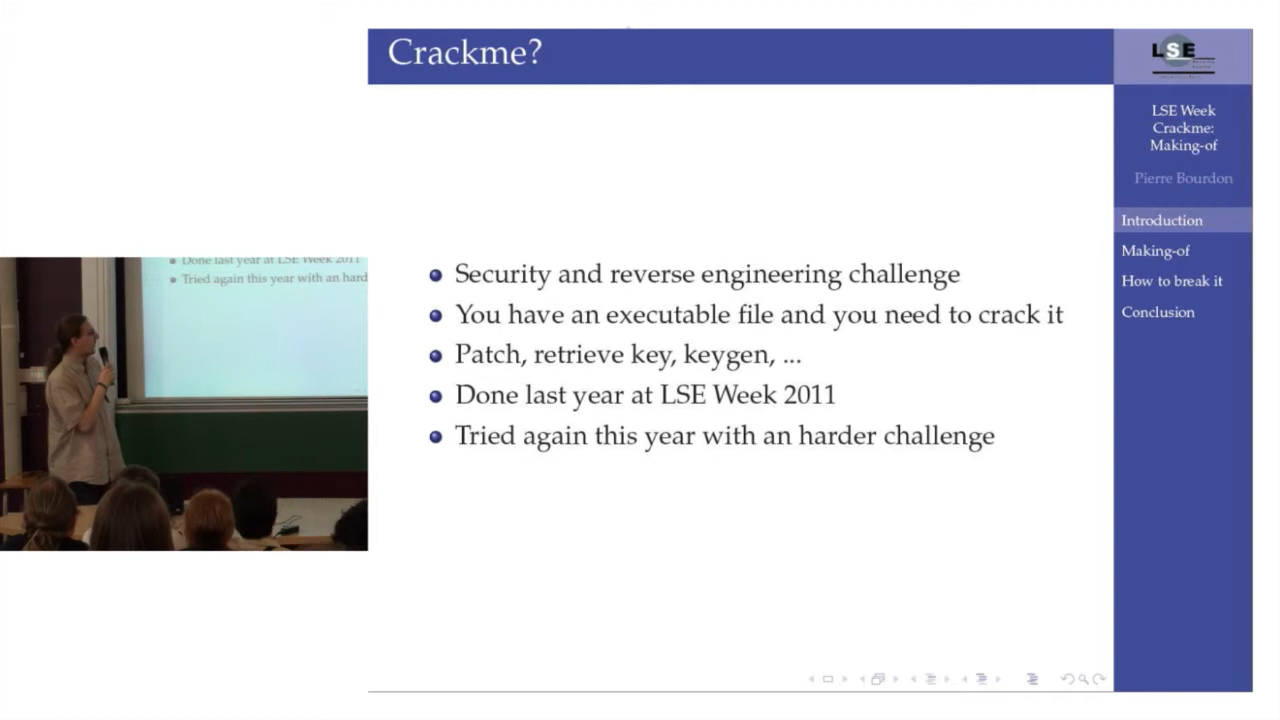 Crackme?
LSE
LSE Week
Crackme:
Making-of
Pierre Bourdon
Introduction
Making-of
How to break it
Conclusion
Security and reverse engineering challenge
You have an executable file and you need to crack it
Patch, retrieve key, keygen, ...
Done last year at LSE Week 2011
Tried again this year with an harder challenge
Done last year at LSE Week 2011
Tried again this year with an hard